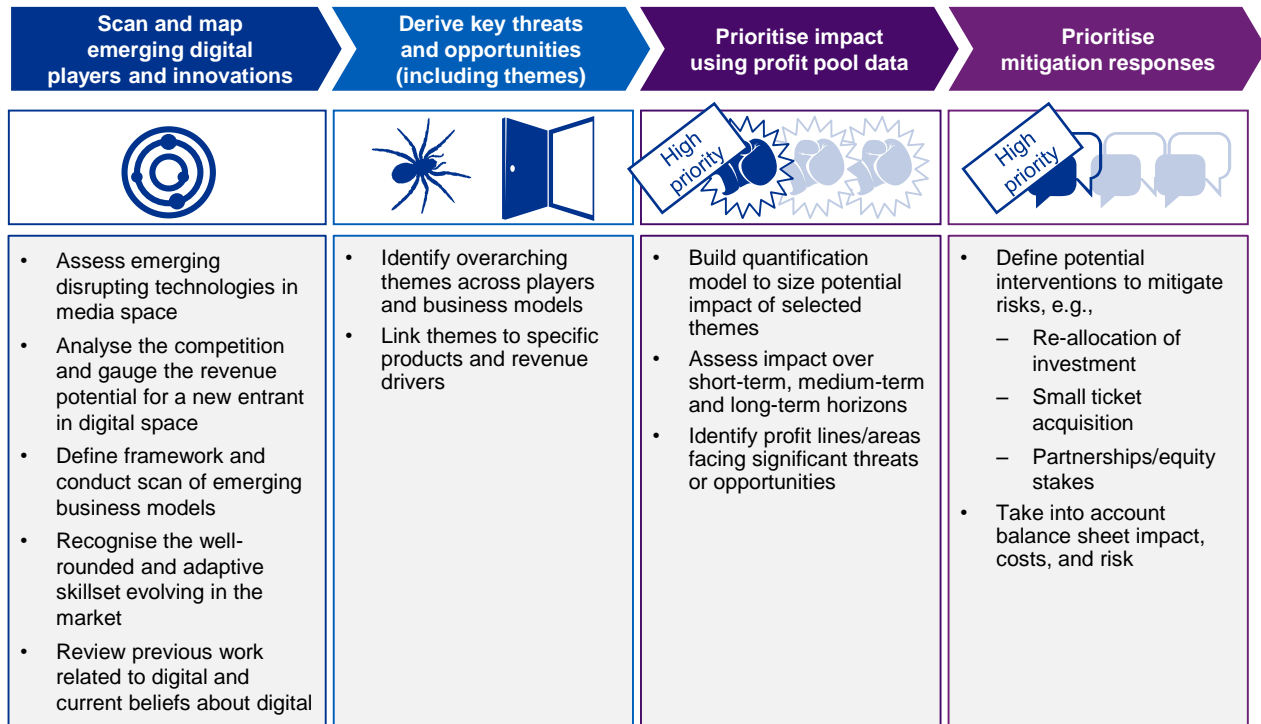 Scan and map
emerging digital
players and innovations
Derive key threats
and opportunities
(including themes)
Prioritise impact
using profit pool data
Prioritise
mitigation responses
High
priority
High
priority
• Assess emerging
disrupting technologies in
media space
• Analyse the competition
and gauge the revenue
potential for a new entrant
in digital space
• Define framework and
conduct scan of emerging
business models
• Recognise the well-
rounded and adaptive
skillset evolving in the
market
• Review previous work
related to digital and
current beliefs about digital
• Identify overarching
themes across players
and business models
• Link themes to specific
products and revenue
drivers
• Build quantification
model to size potential
impact of selected
themes
• Assess impact over
short-term, medium-term
and long-term horizons
• Identify profit lines/areas
facing significant threats
or opportunities
• Define potential
interventions to mitigate
risks, e.g.,
– Re-allocation of
investment
– Small ticket
acquisition
– Partnerships/equity
stakes
• Take into account
balance sheet impact,
costs, and risk